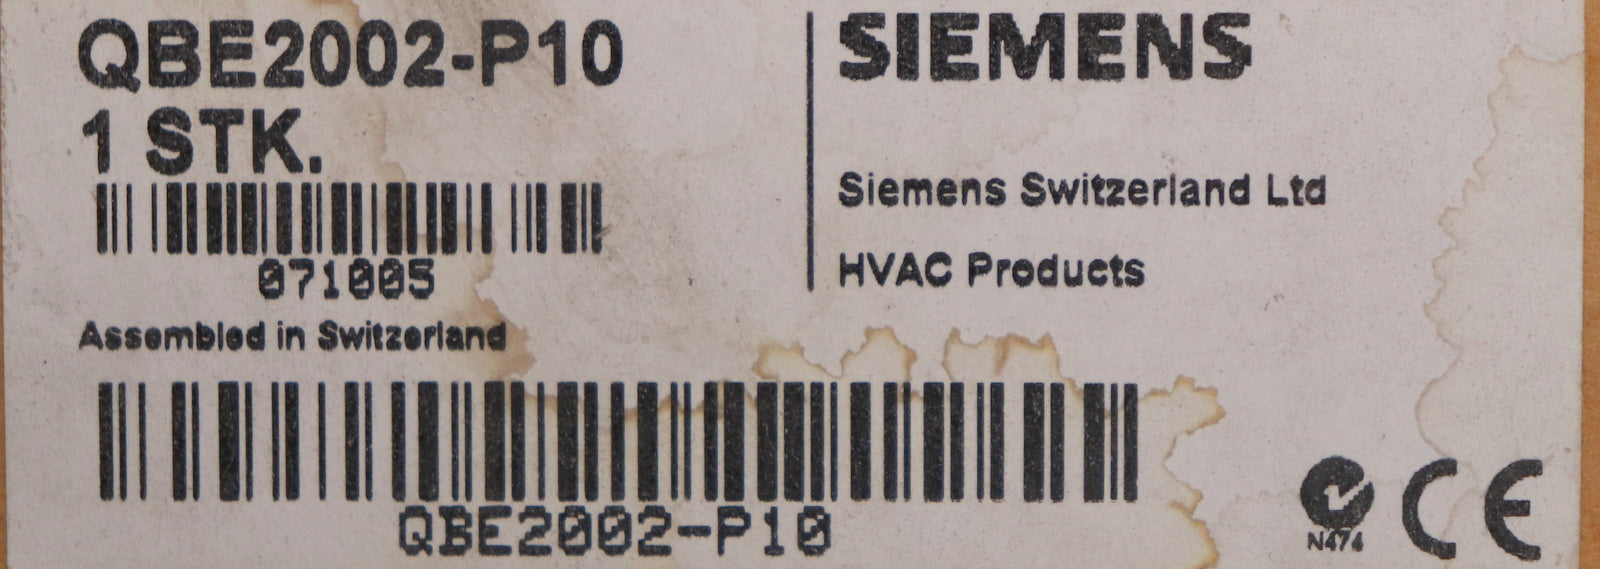 QBE2002-P10
1 STK.
071005
Assembled in Switzerland
QBE2002-P10
SIEMENS
Siemens Switzerland Ltd
HVAC Products
N474
CE